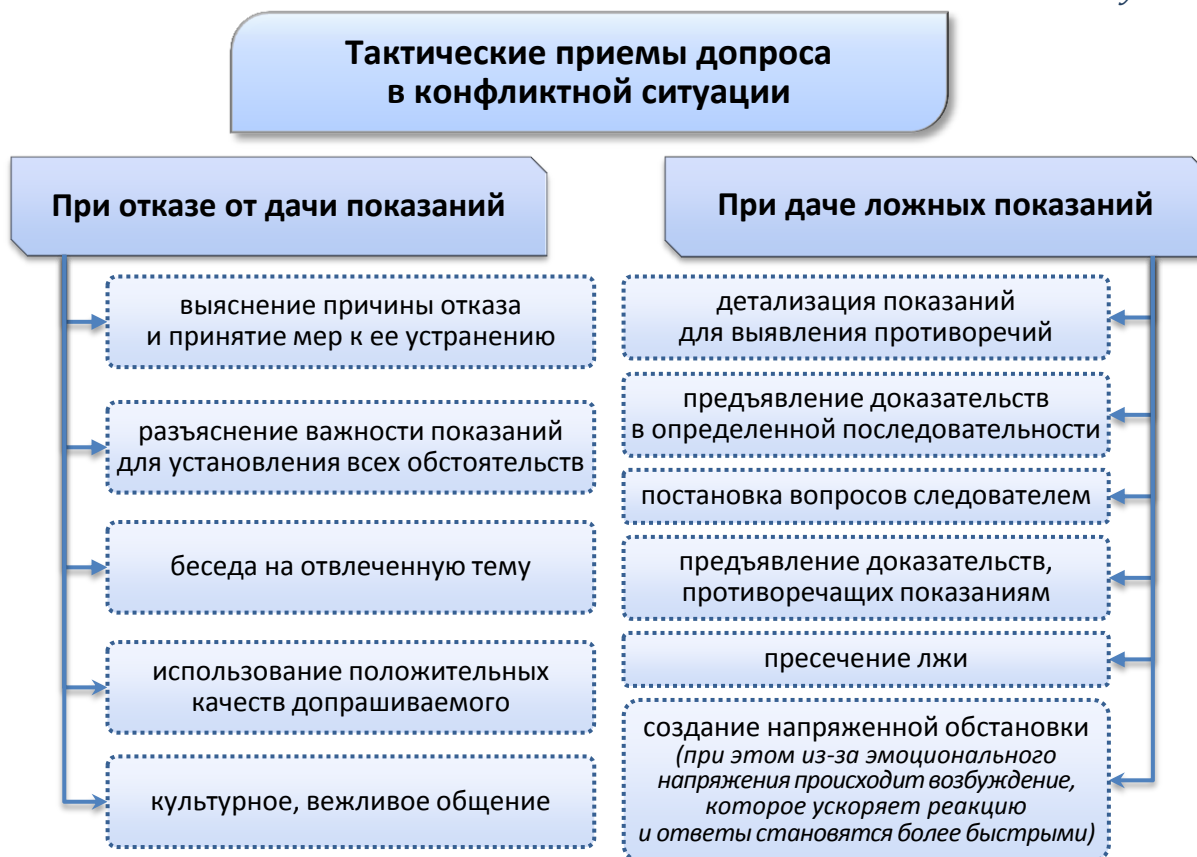 Тактические приемы допроса
в конфликтной ситуации
При отказе от дачи показаний
выяснение причины отказа
и принятие мер к ее устранению
разъяснение важности показаний
для установления всех обстоятельств
беседа на отвлеченную тему
использование положительных
качеств допрашиваемого
культурное, вежливое общение
При даче ложных показаний
детализация показаний
для выявления противоречий
предъявление доказательств
в определенной последовательности
постановка вопросов следователем
предъявление доказательств,
противоречащих показаниям
пресечение лжи
создание напряженной обстановки
(при этом из-за эмоционального
напряжения происходит возбуждение,
которое ускоряет реакцию
и ответы становятся более быстрыми)